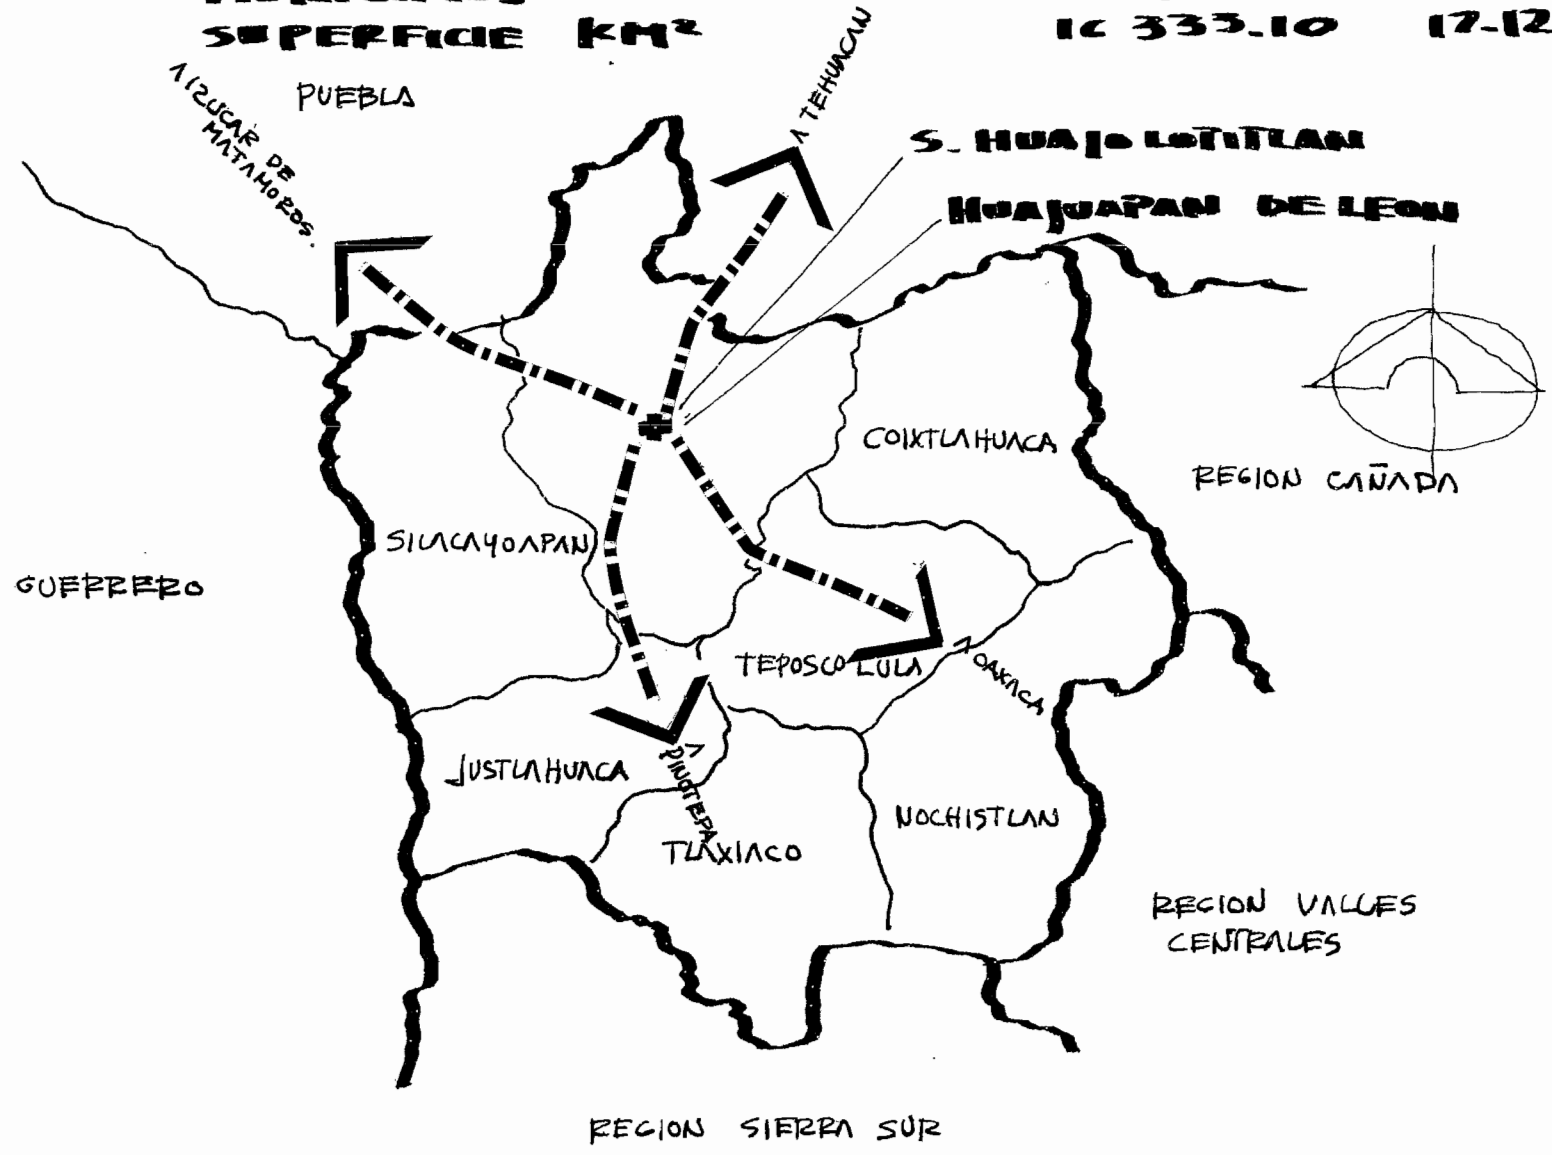 SUPERFICIE KM² 16 333.10 17-12
PUEBLA
A IZUCAR DE
MATAMOROS.
A TEHUACAN
S. HUAJOLOTITLAN
HUAJUAPAN DE LEON
COIXTLAHUACA
REGION CAÑADA
SILACAYOAPAN
GUERRERO
TEPOSCOLULA
A OAXACA
JUSTLAHUACA
A PINOTEPA
NOCHISTLAN
TLAXIACO
REGION VALLES
CENTRALES
REGION SIERRA SUR